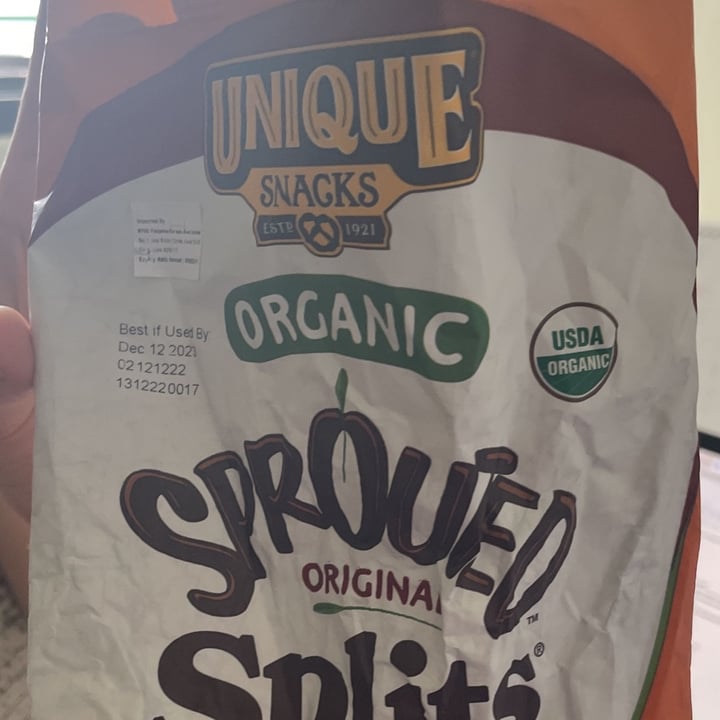 UNIQUE
SNACKS
ESTD 1921
ORGANIC
USDA
ORGANIC
Best if Used By
Dec 12 2021
02121222
1312220017
SPROUTED
ORIGINAL
TM
Splits®